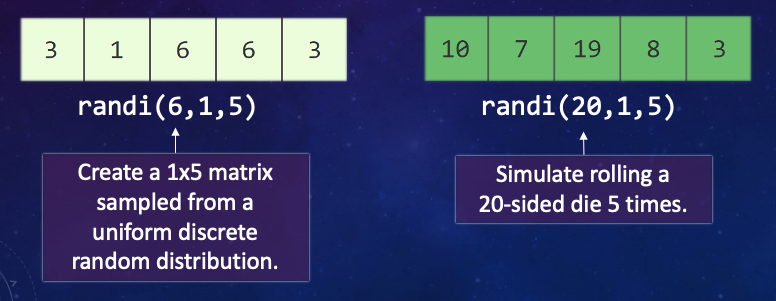 3 1 6 6 3
randi(6,1,5)
Create a 1x5 matrix
sampled from a
uniform discrete
random distribution.
10 7 19 8 3
randi(20,1,5)
Simulate rolling a
20-sided die 5 times.